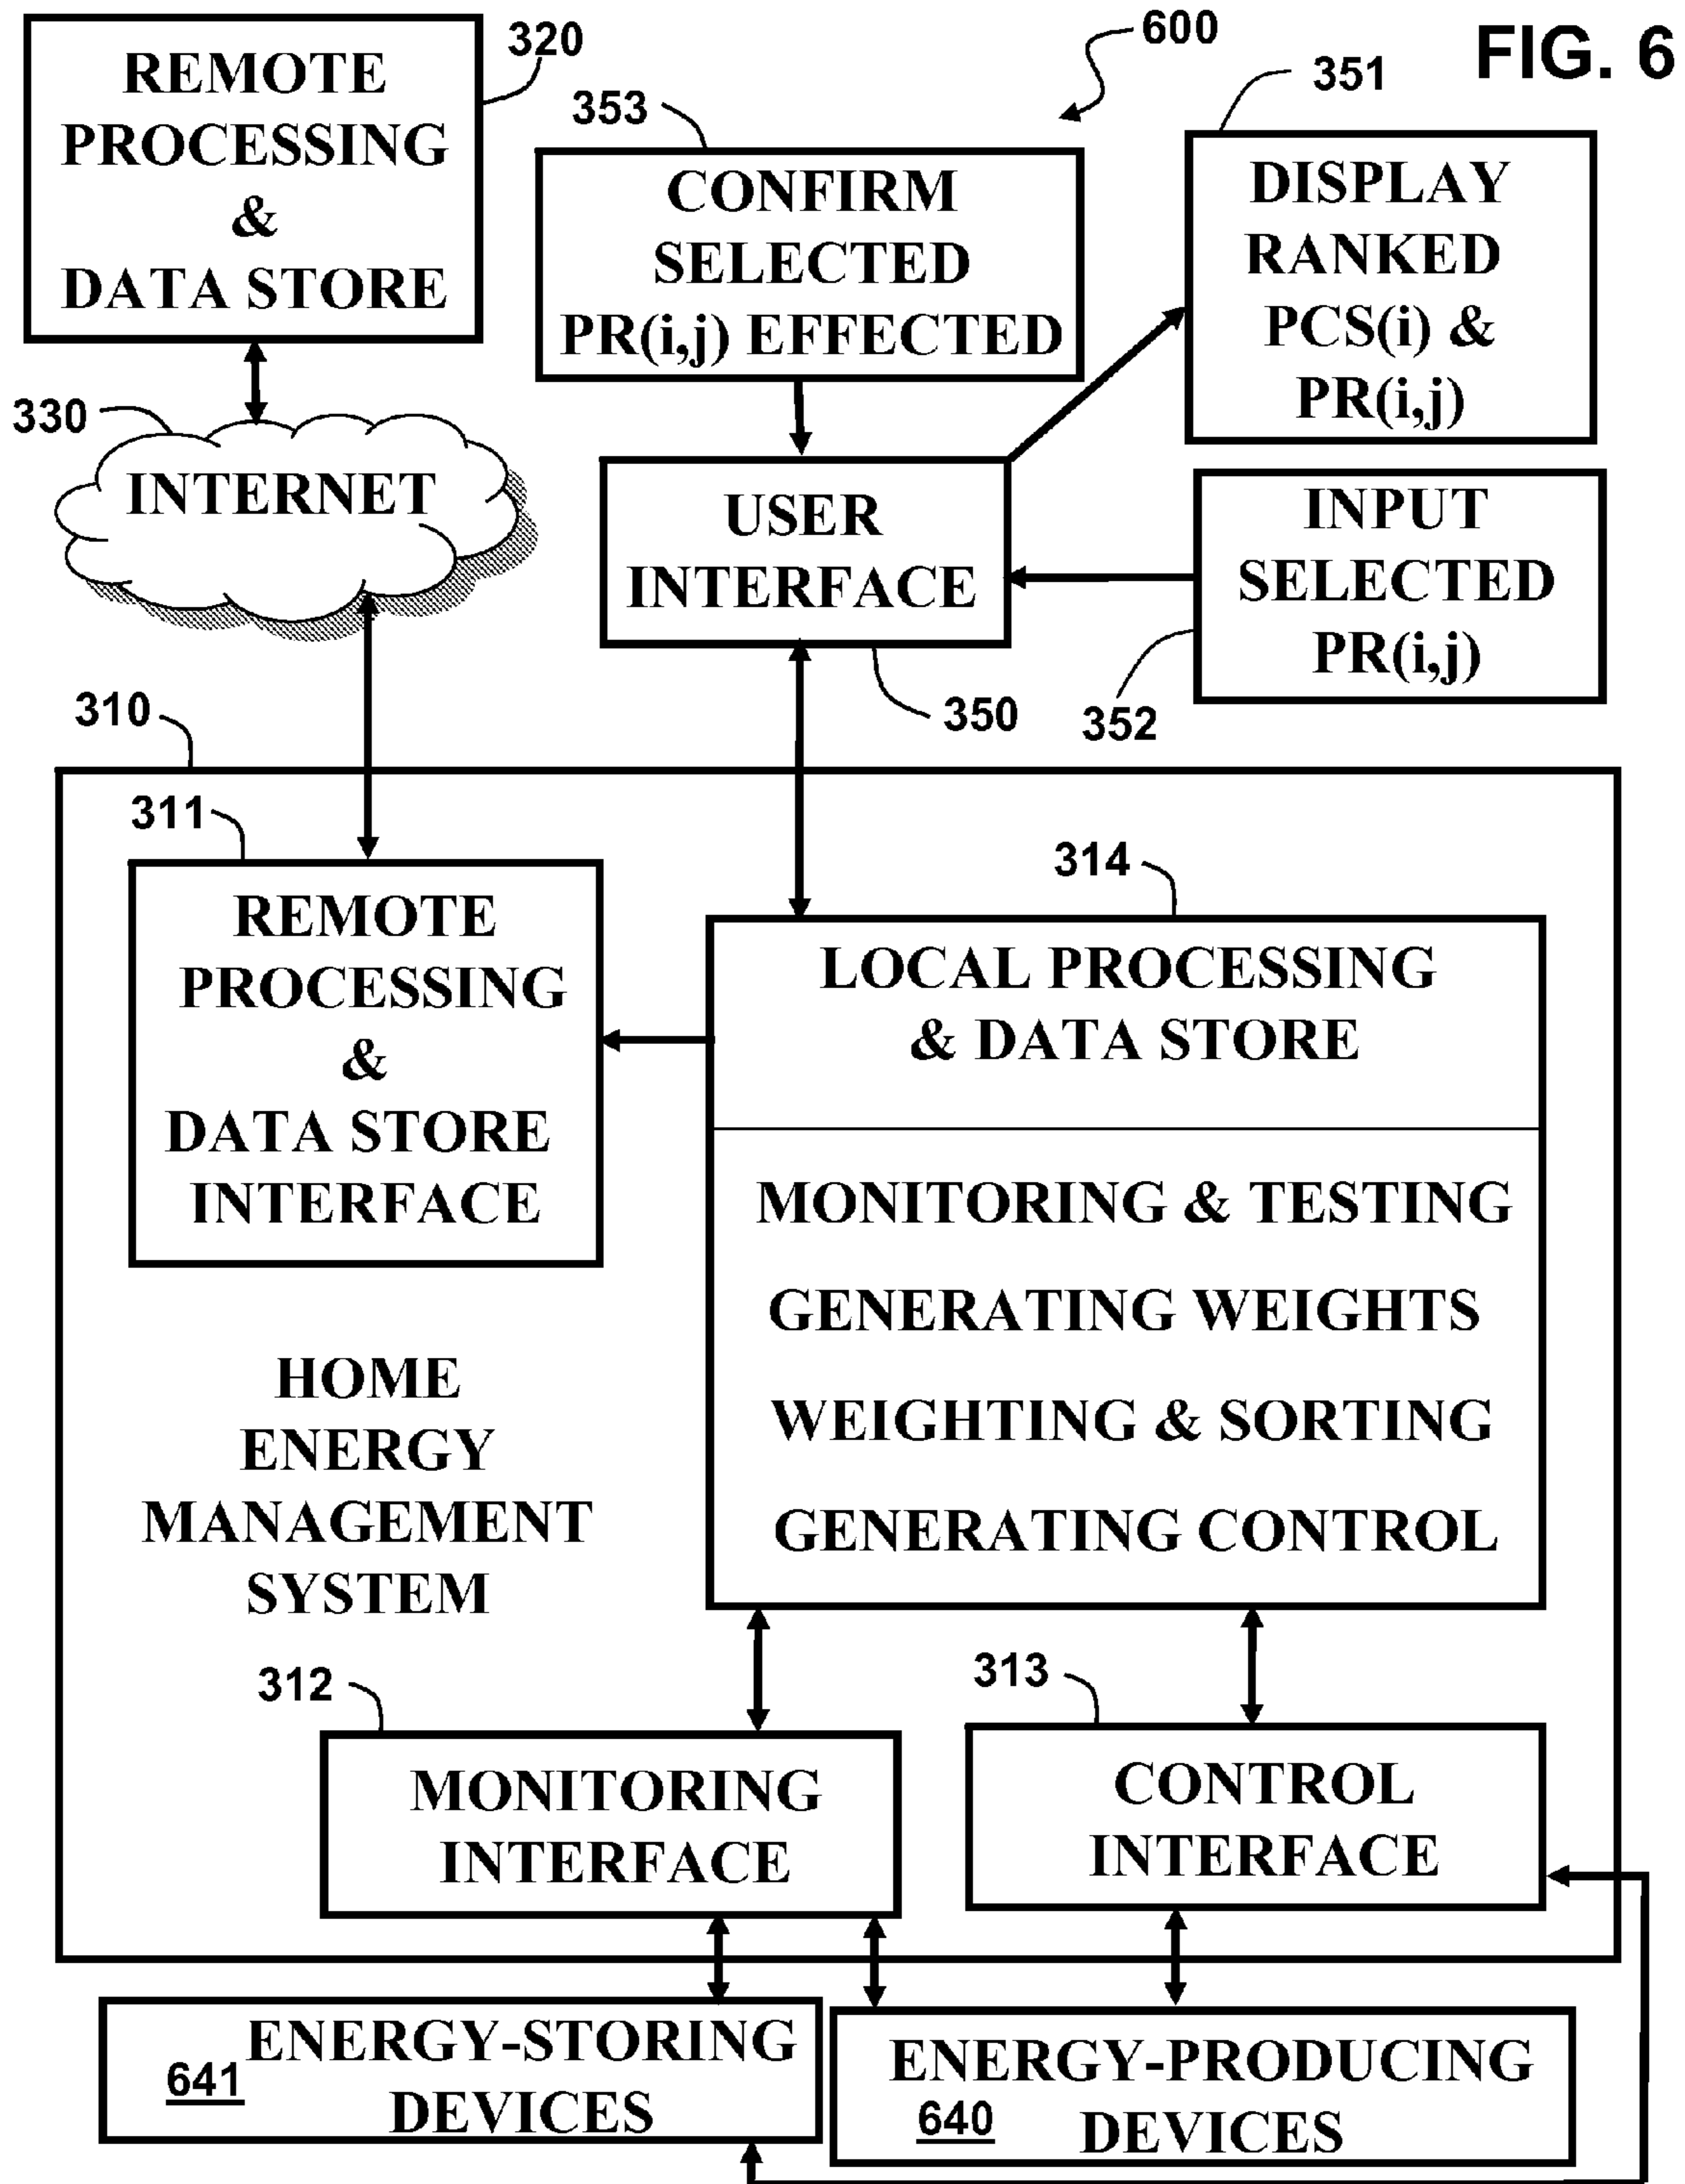 FIG. 6
600
320
REMOTE
PROCESSING
&
DATA STORE
353
CONFIRM
SELECTED
PR(i,j) EFFECTED
351
DISPLAY
RANKED
PCS(i) &
PR(i,j)
330
INTERNET
USER
INTERFACE
350
INPUT
SELECTED
PR(i,j)
352
310
311
REMOTE
PROCESSING
&
DATA STORE
INTERFACE
314
LOCAL PROCESSING
& DATA STORE
MONITORING & TESTING
GENERATING WEIGHTS
WEIGHTING & SORTING
GENERATING CONTROL
HOME
ENERGY
MANAGEMENT
SYSTEM
312
MONITORING
INTERFACE
313
CONTROL
INTERFACE
ENERGY-STORING
641
DEVICES
ENERGY-PRODUCING
640
DEVICES